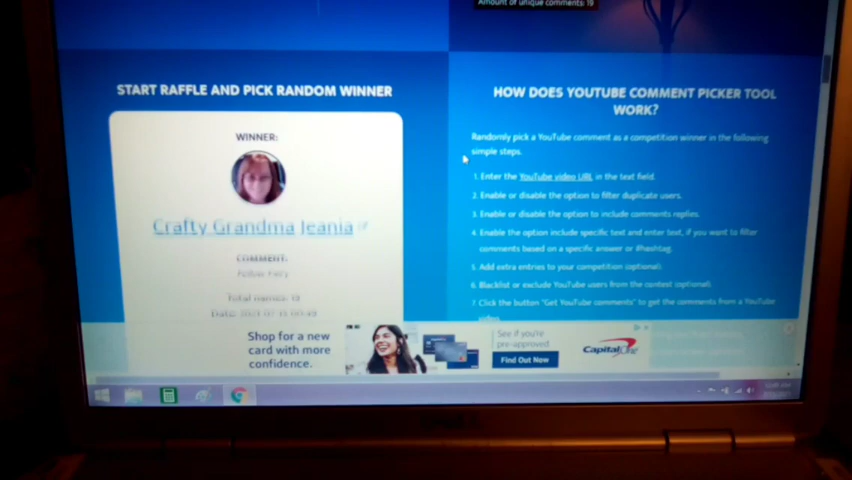 Amount of unique comments: 19
START RAFFLE AND PICK RANDOM WINNER
WINNER:
Crafty Grandma Jeania
COMMENT:
Total names: 19
HOW DOES YOUTUBE COMMENT PICKER TOOL
WORK?
Randomly pick a YouTube comment as a competition winner in the following
simple steps.
1. Enter the YouTube video URL in the text field.
2. Enable or disable the option to filter duplicate users.
3. Enable or disable the option to include comments replies.
4. Enable the option include specific text and enter text, if you want to filter
comments based on a specific answer or #hashtag.
5. Add extra entries to your competition (optional).
6. Blacklist or exclude YouTube users from the contest (optional).
7. Click the button "Get YouTube comments" to get the comments from a YouTube
video.
Shop for a new
card with more
confidence.
See if you're
pre-approved.
Find Out Now
Capital One